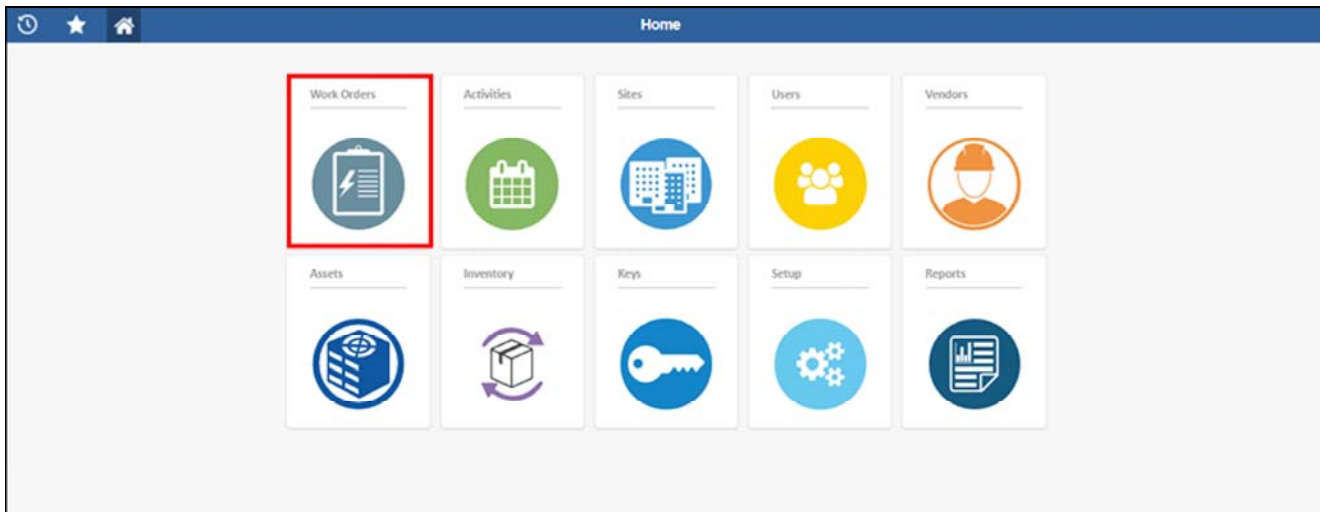 Home
Work Orders
Activities
Sites
Users
Vendors
Assets
Inventory
Keys
Setup
Reports